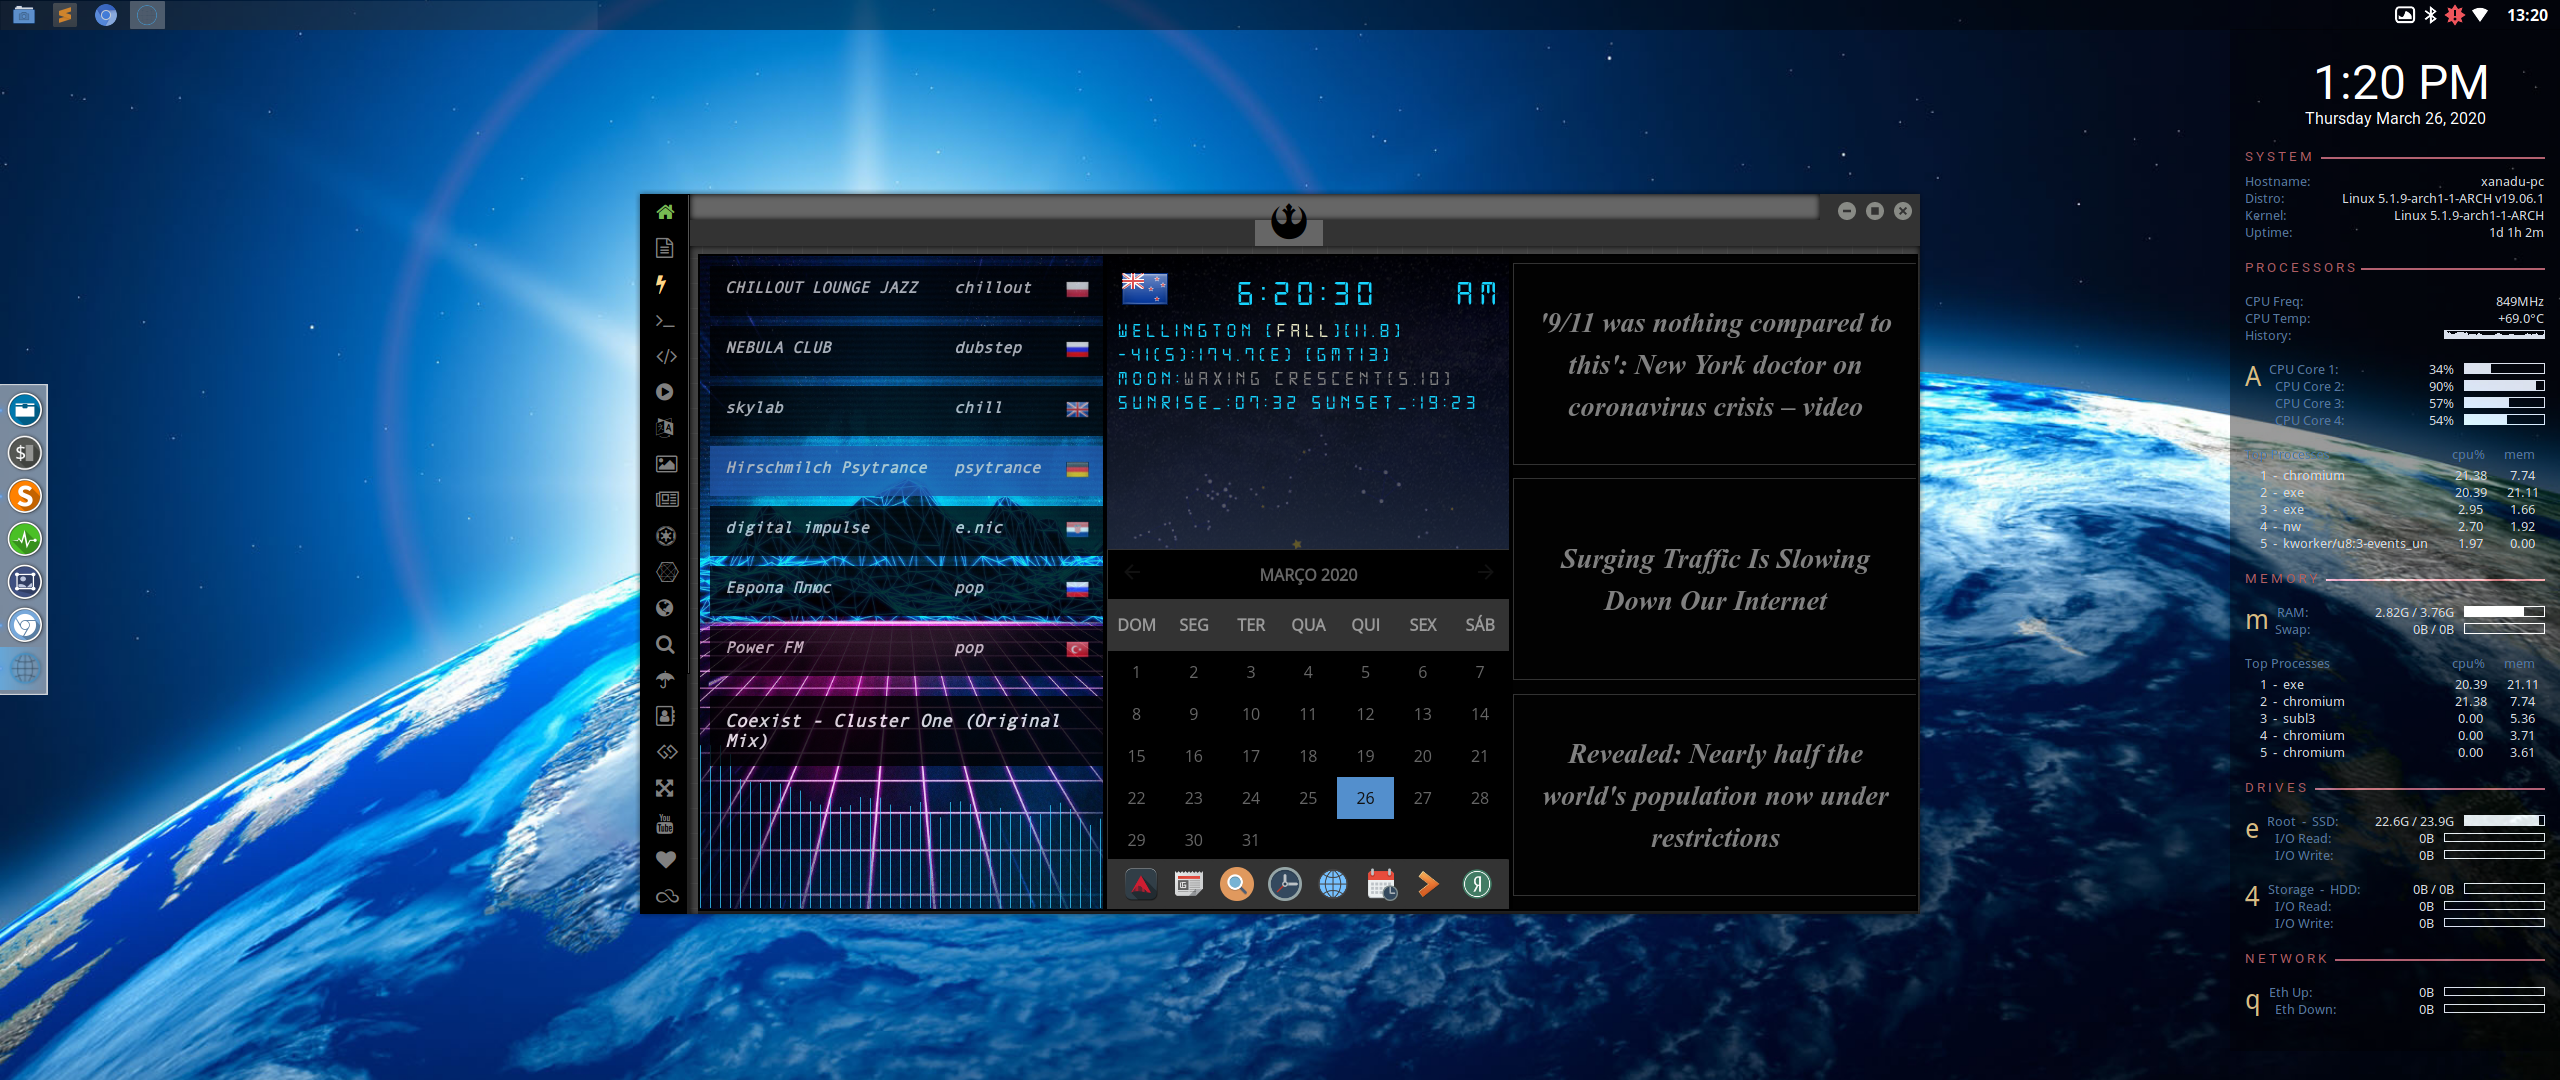 13:20
1:20 PM
Thursday March 26, 2020
SYSTEM
Hostname: xanadu-pc
Distro: Linux 5.1.9-arch1-1-ARCH v19.06.1
Kernel: Linux 5.1.9-arch1-1-ARCH
Uptime: 1d 1h 2m
PROCESSORS
CPU Freq: 849MHz
CPU Temp: +69.0°C
History:
A CPU Core 1: 34%
CPU Core 2: 90%
CPU Core 3: 57%
CPU Core 4: 54%
Top Processes cpu% mem
1 - chromium 21.38 7.74
2 - exe 20.39 21.11
3 - exe 2.95 1.66
4 - nw 2.70 1.92
5 - kworker/u8:3-events_un 1.97 0.00
MEMORY
m RAM: 2.82G / 3.76G
Swap: 0B / 0B
Top Processes cpu% mem
1 - exe 20.39 21.11
2 - chromium 21.38 7.74
3 - subl3 0.00 5.36
4 - chromium 0.00 3.71
5 - chromium 0.00 3.61
DRIVES
e Root - SSD: 22.6G / 23.9G
I/O Read: 0B
I/O Write: 0B
4 Storage - HDD: 0B / 0B
I/O Read: 0B
I/O Write: 0B
NETWORK
q Eth Up: 0B
Eth Down: 0B
CHILLOUT LOUNGE JAZZ chillout
NEBULA CLUB dubstep
skylab chill
Hirschmilch Psytrance psytrance
digital impulse e.nic
Европа Плюс pop
Power FM pop
Coexist - Cluster One (Original
Mix)
You
Tube
6:20:30 AM
WELLINGTON [FALL][11.8]
-41(S):174.7(E) [GMT13]
MOON:WAXING CRESCENT[5.10]
SUNRISE_:07:32 SUNSET_:19:23
MARÇO 2020
DOM SEG TER QUA QUI SEX SÁB
1 2 3 4 5 6 7
8 9 10 11 12 13 14
15 16 17 18 19 20 21
22 23 24 25 26 27 28
29 30 31
'9/11 was nothing compared to
this': New York doctor on
coronavirus crisis – video
Surging Traffic Is Slowing
Down Our Internet
Revealed: Nearly half the
world's population now under
restrictions